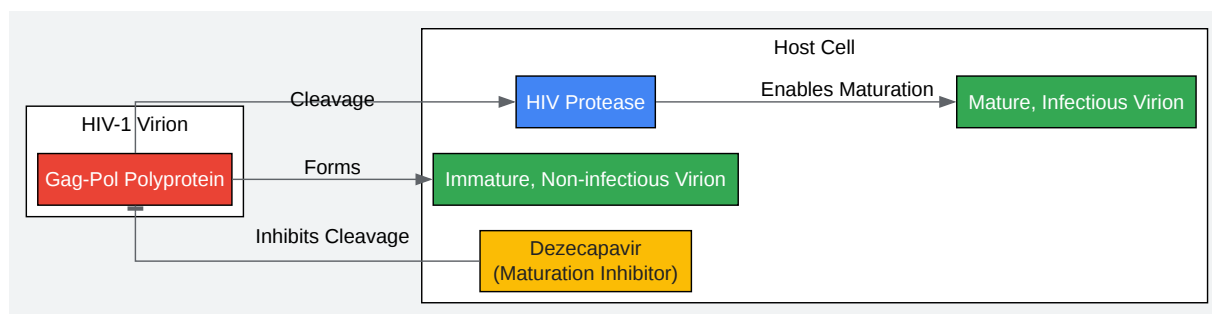 Host Cell
Cleavage
HIV Protease
Enables Maturation
Mature, Infectious Virion
HIV-1 Virion
Gag-Pol Polyprotein
Forms
Immature, Non-infectious Virion
Inhibits Cleavage
Dezecapavir
(Maturation Inhibitor)